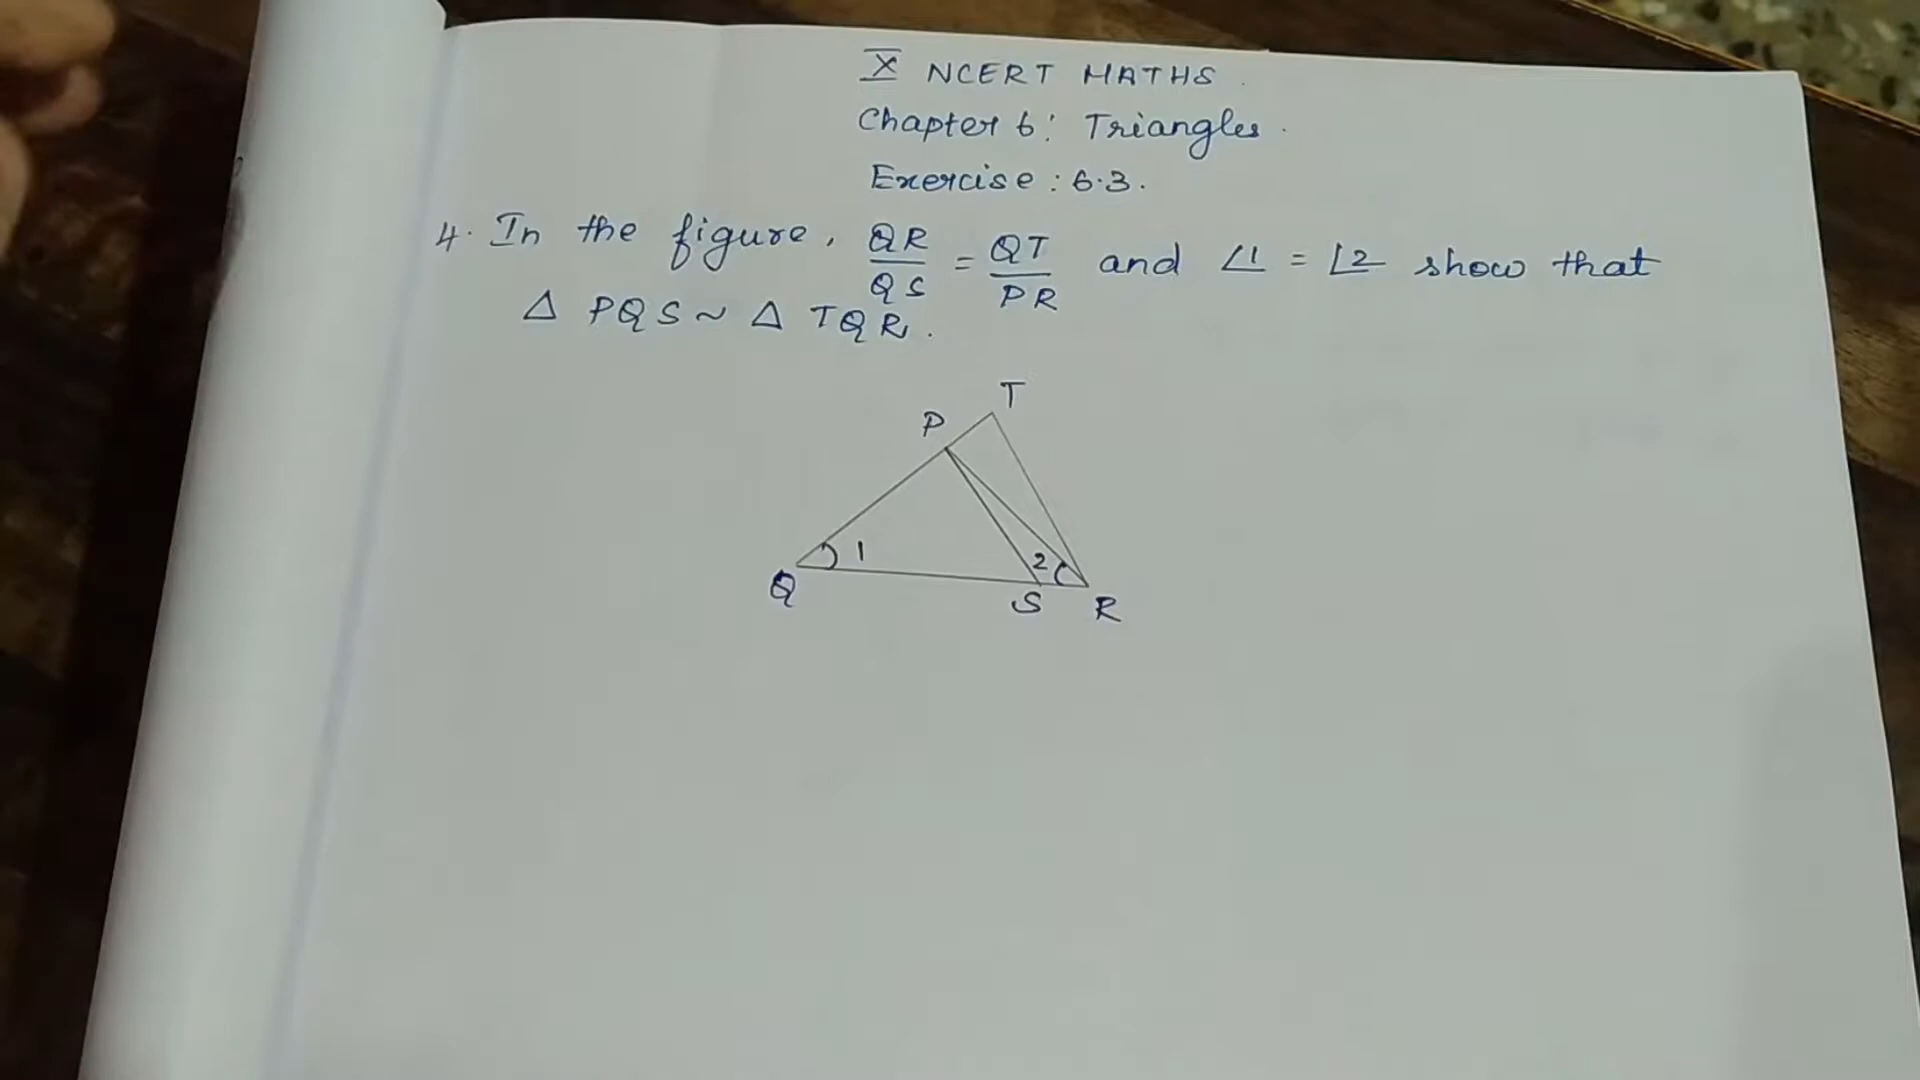 X NCERT MATHS.
Chapter 6: Triangles.
Exercise: 6.3.
4. In the figure, QR/QS = QT/PR and ∠1 = ∠2 show that
Δ PQS ~ Δ TQR.
T
P
1
2
Q
S
R